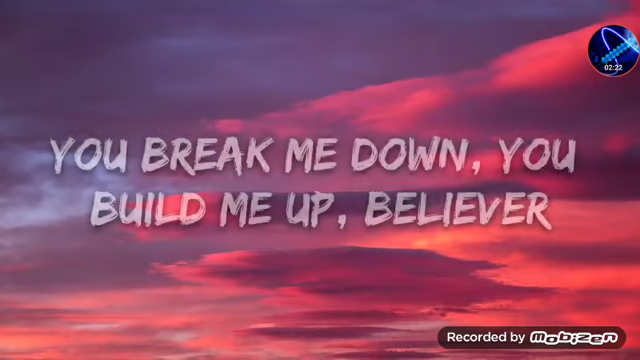 02:22
YOU BREAK ME DOWN, YOU
BUILD ME UP, BELIEVER
Recorded by Mobizen